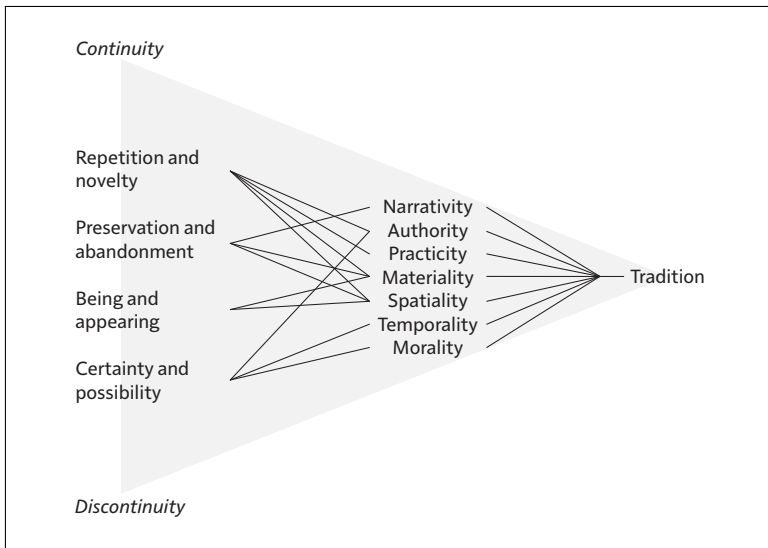 Continuity
Repetition and
novelty
Preservation and
abandonment
Being and
appearing
Certainty and
possibility
Discontinuity
Narrativity
Authority
Practicity
Materiality
Spatiality
Temporality
Morality
Tradition